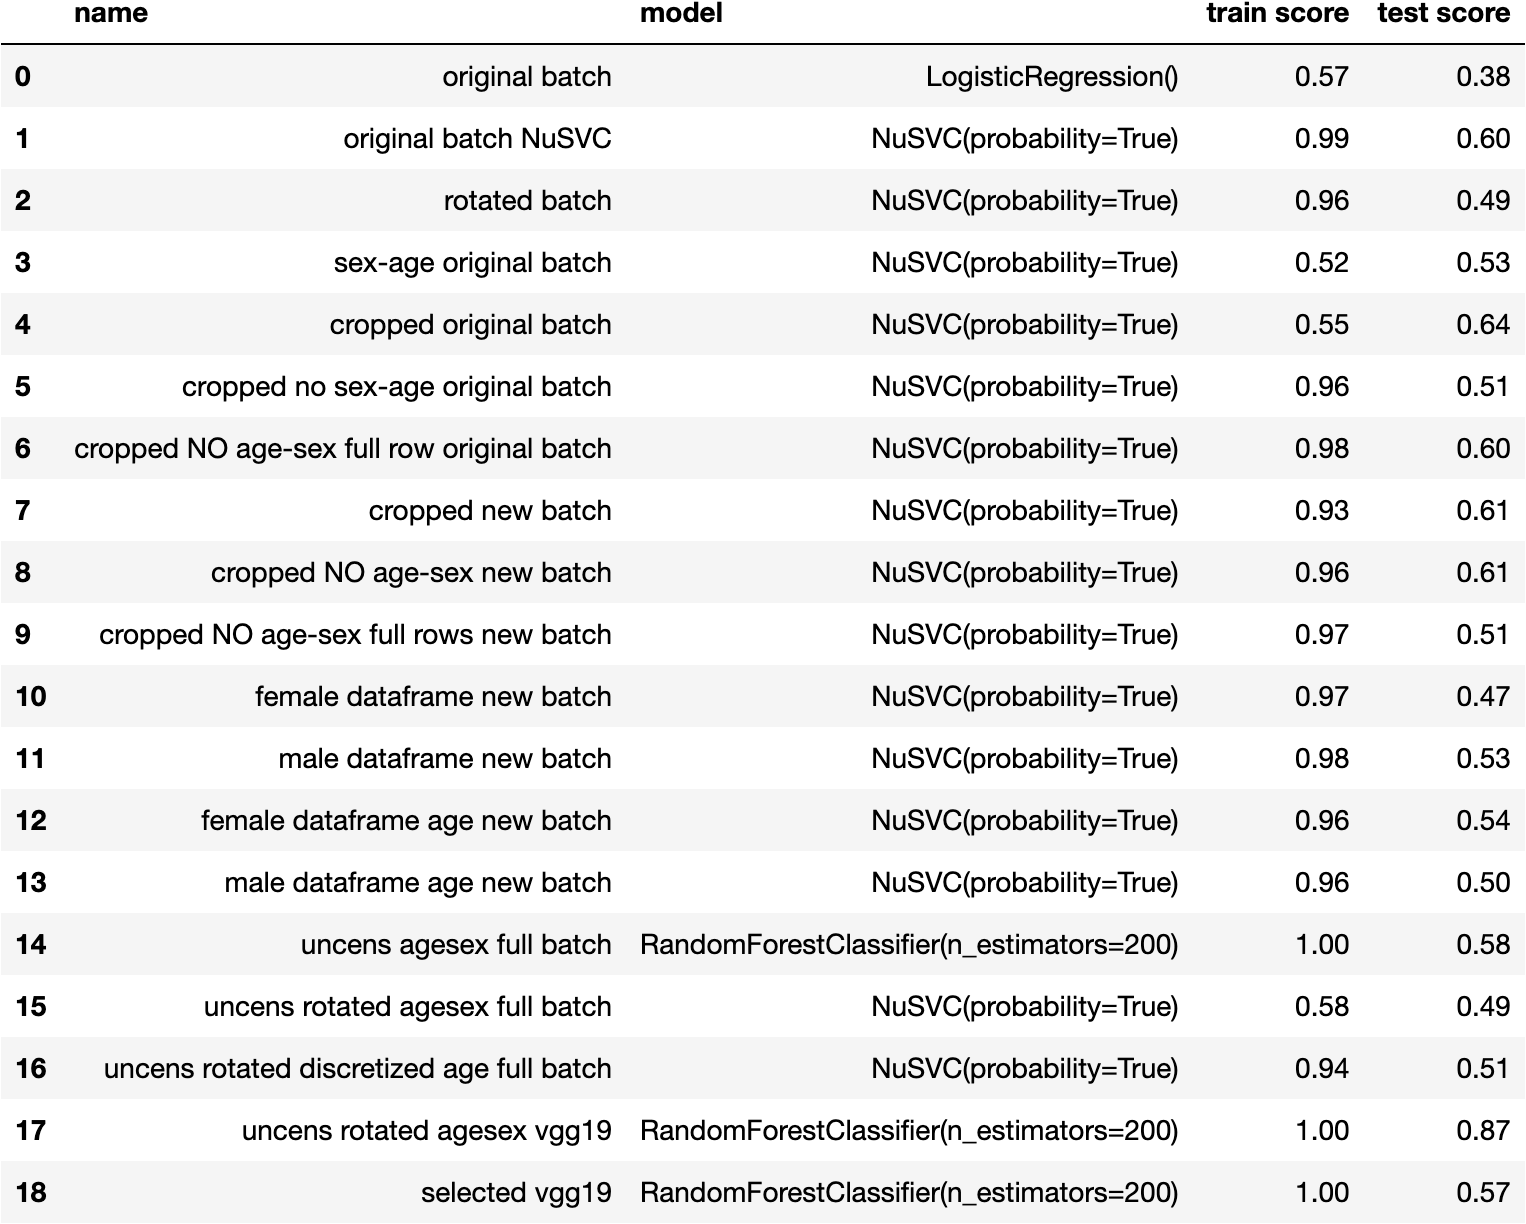 name model train score test score
0 original batch LogisticRegression() 0.57 0.38
1 original batch NuSVC NuSVC(probability=True) 0.99 0.60
2 rotated batch NuSVC(probability=True) 0.96 0.49
3 sex-age original batch NuSVC(probability=True) 0.52 0.53
4 cropped original batch NuSVC(probability=True) 0.55 0.64
5 cropped no sex-age original batch NuSVC(probability=True) 0.96 0.51
6 cropped NO age-sex full row original batch NuSVC(probability=True) 0.98 0.60
7 cropped new batch NuSVC(probability=True) 0.93 0.61
8 cropped NO age-sex new batch NuSVC(probability=True) 0.96 0.61
9 cropped NO age-sex full rows new batch NuSVC(probability=True) 0.97 0.51
10 female dataframe new batch NuSVC(probability=True) 0.97 0.47
11 male dataframe new batch NuSVC(probability=True) 0.98 0.53
12 female dataframe age new batch NuSVC(probability=True) 0.96 0.54
13 male dataframe age new batch NuSVC(probability=True) 0.96 0.50
14 uncens agesex full batch RandomForestClassifier(n_estimators=200) 1.00 0.58
15 uncens rotated agesex full batch NuSVC(probability=True) 0.58 0.49
16 uncens rotated discretized age full batch NuSVC(probability=True) 0.94 0.51
17 uncens rotated agesex vgg19 RandomForestClassifier(n_estimators=200) 1.00 0.87
18 selected vgg19 RandomForestClassifier(n_estimators=200) 1.00 0.57